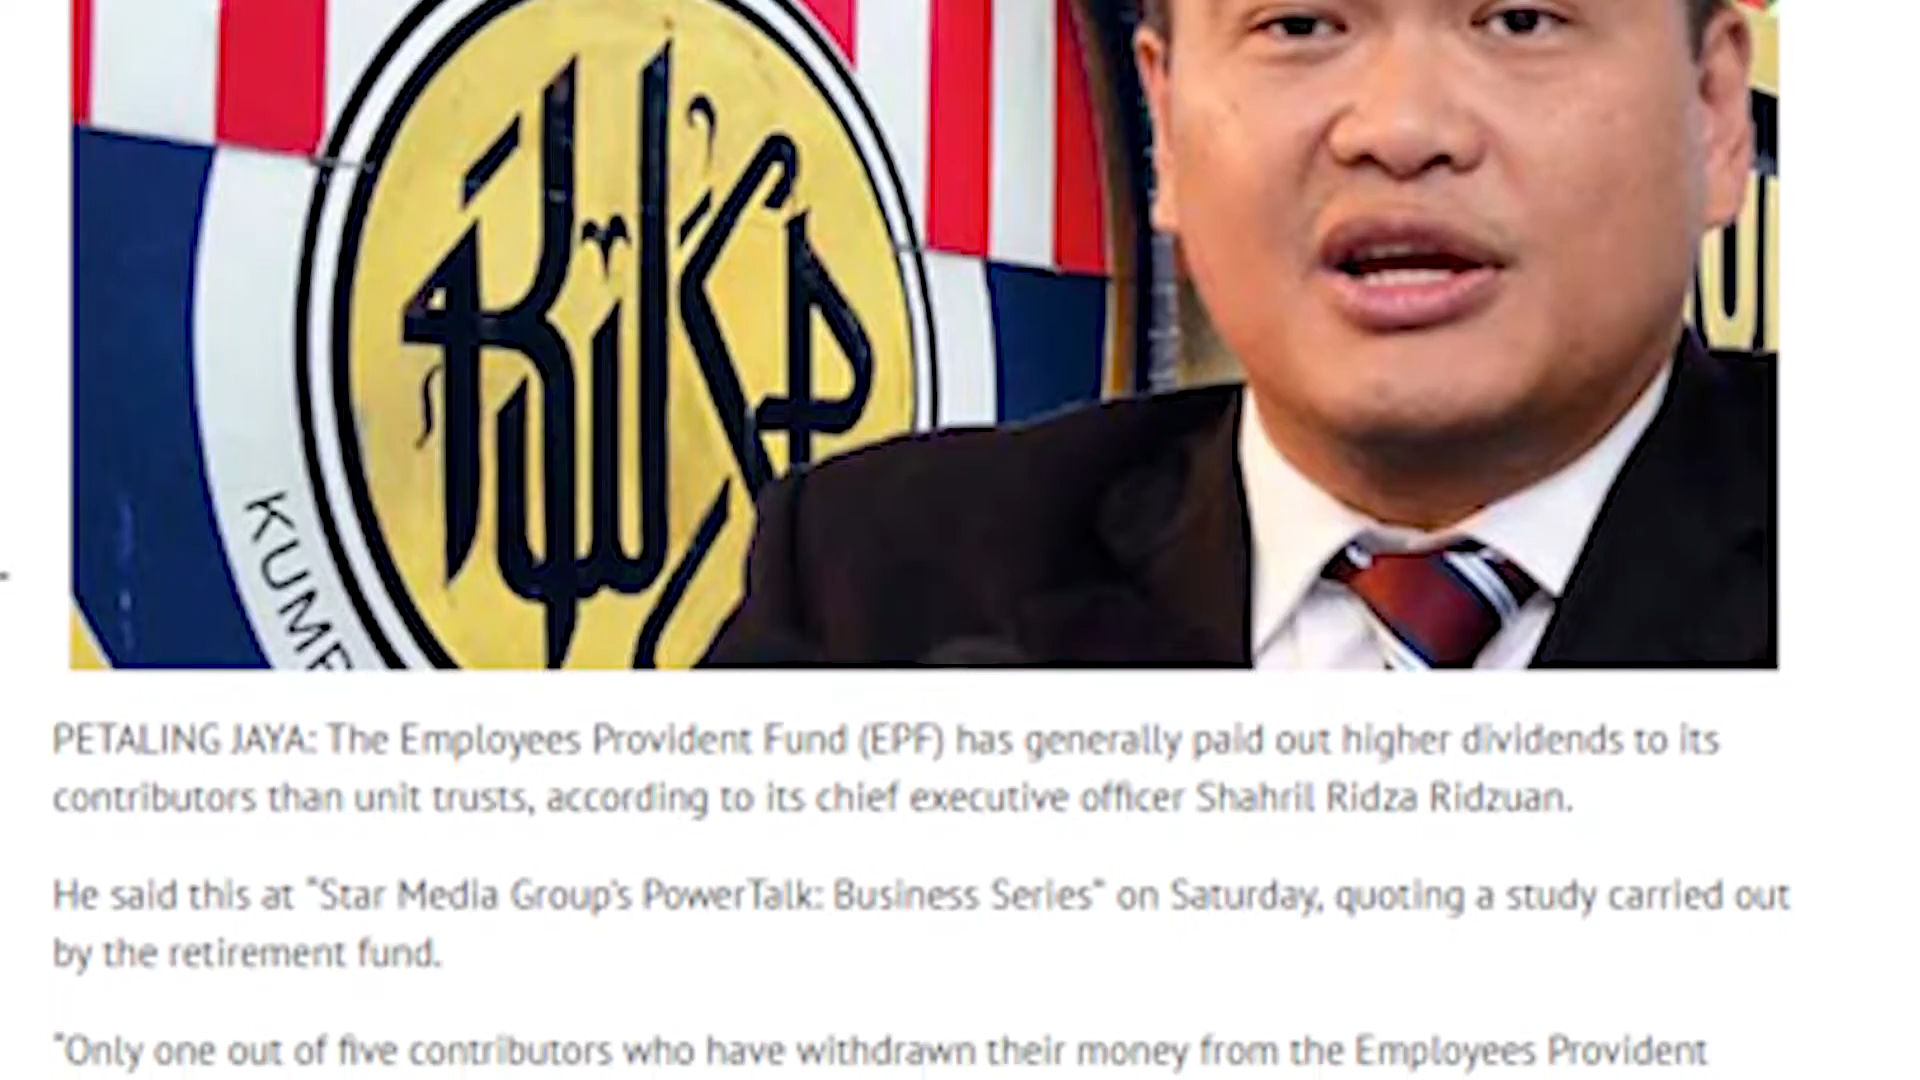 KUMP
PETALING JAYA: The Employees Provident Fund (EPF) has generally paid out higher dividends to its
contributors than unit trusts, according to its chief executive officer Shahril Ridza Ridzuan.
He said this at "Star Media Group's PowerTalk: Business Series" on Saturday, quoting a study carried out
by the retirement fund.
"Only one out of five contributors who have withdrawn their money from the Employees Provident